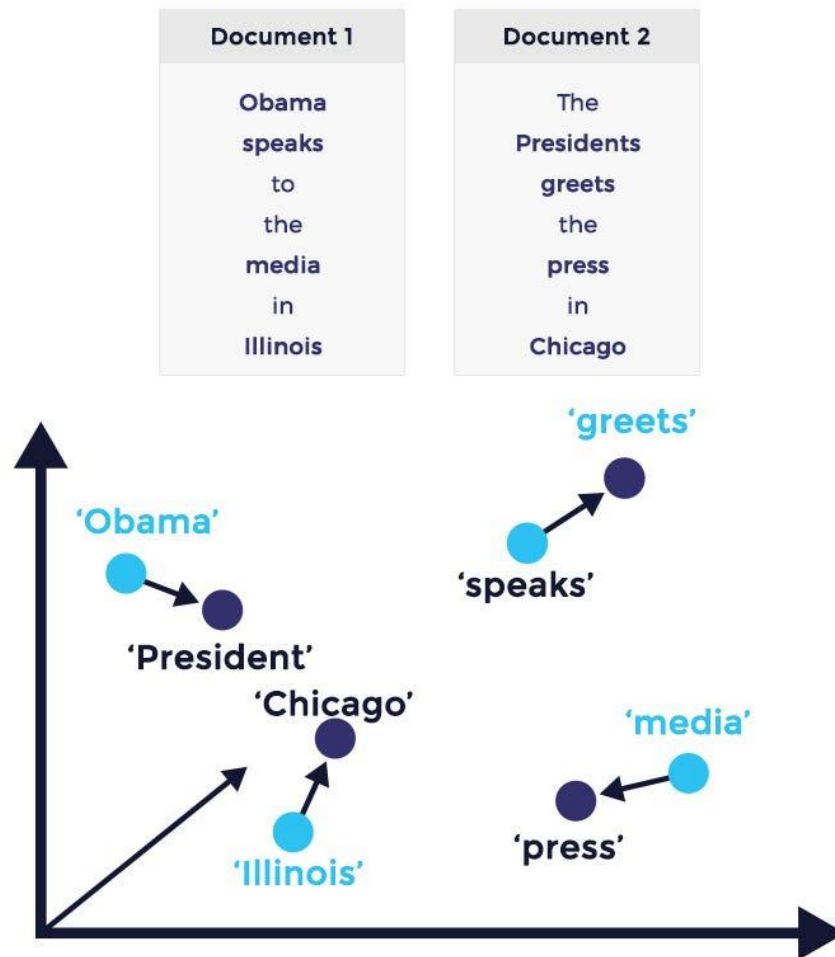 Document 1
Obama
speaks
to
the
media
in
Illinois
Document 2
The
Presidents
greets
the
press
in
Chicago
‘greets’
‘Obama’
‘speaks’
‘President’
‘Chicago’
‘media’
‘press’
‘Illinois’